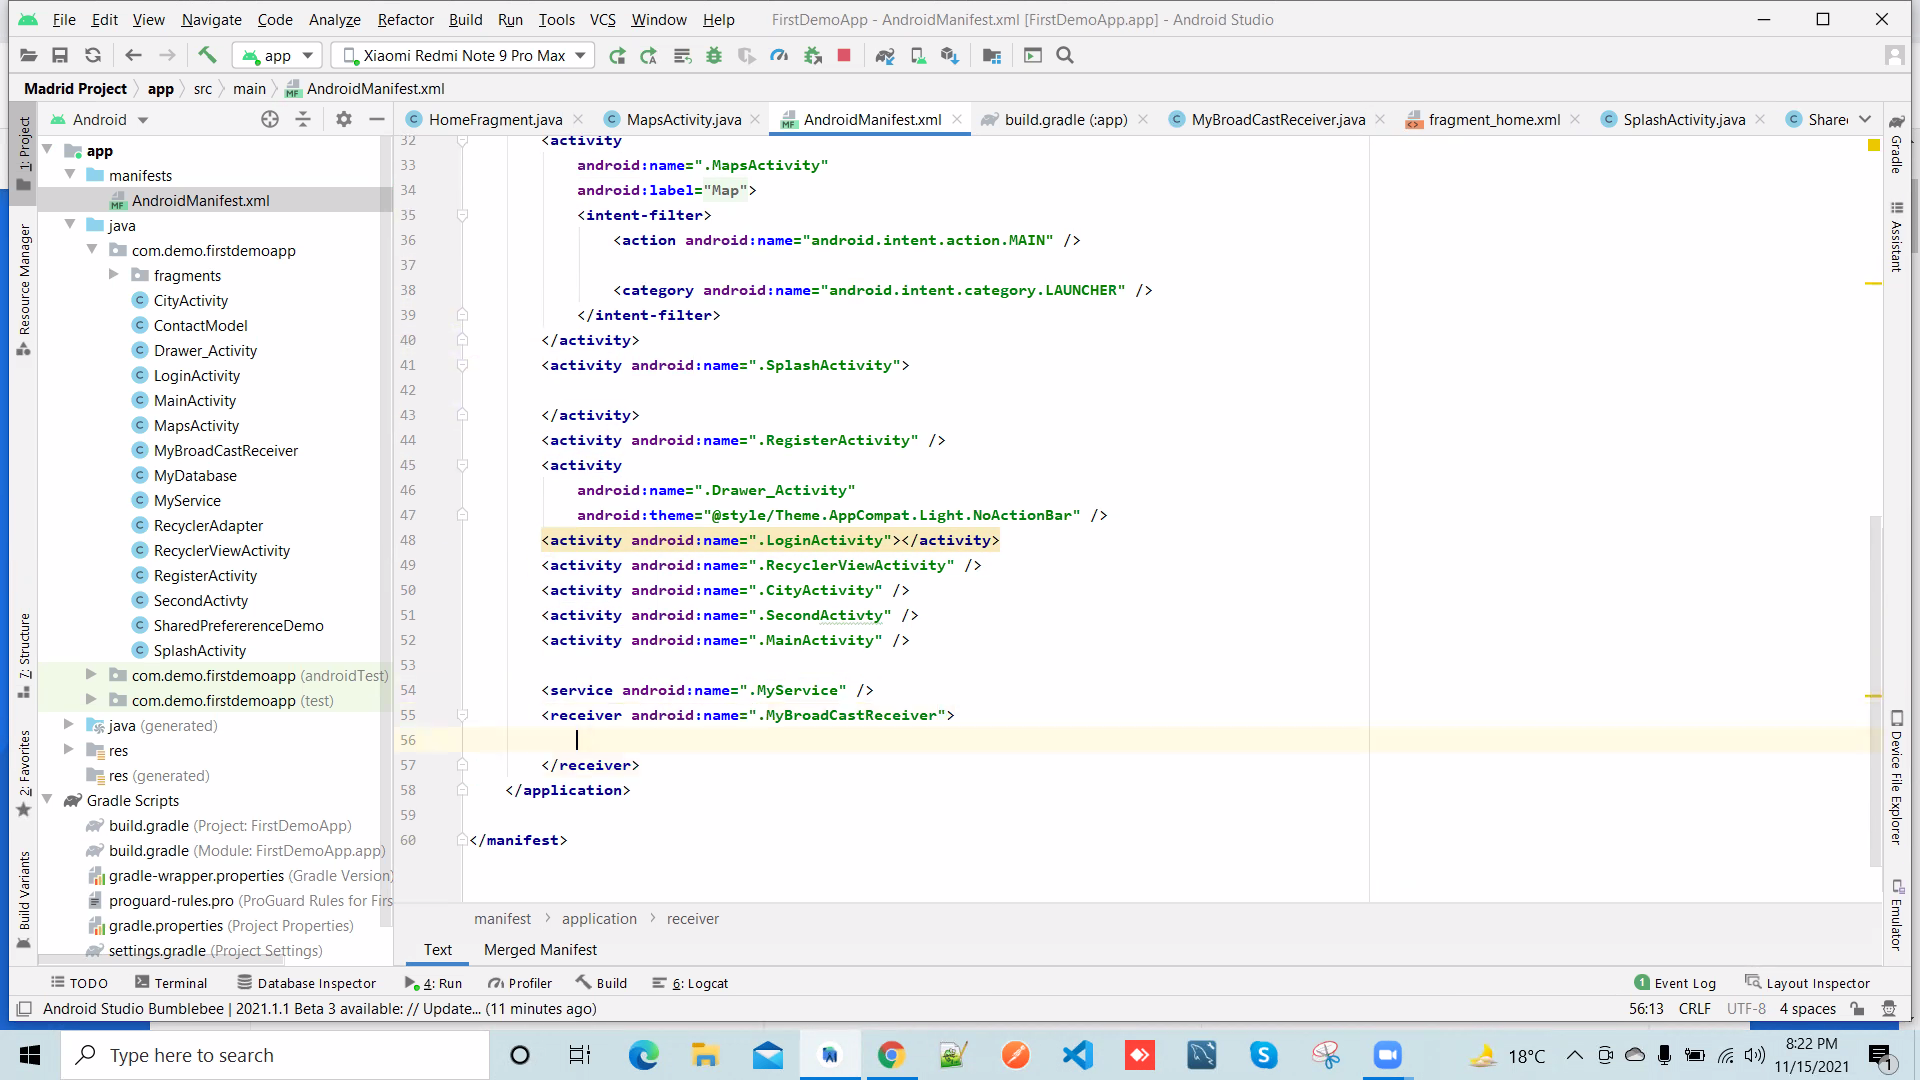 File Edit View Navigate Code Analyze Refactor Build Run Tools VCS Window Help FirstDemoApp - AndroidManifest.xml [FirstDemoApp.app] - Android Studio
app Xiaomi Redmi Note 9 Pro Max
Madrid Project app src main AndroidManifest.xml
Android HomeFragment.java MapsActivity.java AndroidManifest.xml build.gradle (:app) MyBroadCastReceiver.java fragment_home.xml SplashActivity.java Share
1: Project
Resource Manager
7: Structure
2: Favorites
Build Variants
app
manifests
AndroidManifest.xml
java
com.demo.firstdemoapp
fragments
CityActivity
ContactModel
Drawer_Activity
LoginActivity
MainActivity
MapsActivity
MyBroadCastReceiver
MyDatabase
MyService
RecyclerAdapter
RecyclerViewActivity
RegisterActivity
SecondActivty
SharedPrefererenceDemo
SplashActivity
com.demo.firstdemoapp (androidTest)
com.demo.firstdemoapp (test)
java (generated)
res
res (generated)
Gradle Scripts
build.gradle (Project: FirstDemoApp)
build.gradle (Module: FirstDemoApp.app)
gradle-wrapper.properties (Gradle Version)
proguard-rules.pro (ProGuard Rules for Firs
gradle.properties (Project Properties)
settings.gradle (Project Settings)
32 <activity
33 android:name=".MapsActivity"
34 android:label="Map">
35 <intent-filter>
36 <action android:name="android.intent.action.MAIN" />
37
38 <category android:name="android.intent.category.LAUNCHER" />
39 </intent-filter>
40 </activity>
41 <activity android:name=".SplashActivity">
42
43 </activity>
44 <activity android:name=".RegisterActivity" />
45 <activity
46 android:name=".Drawer_Activity"
47 android:theme="@style/Theme.AppCompat.Light.NoActionBar" />
48 <activity android:name=".LoginActivity"></activity>
49 <activity android:name=".RecyclerViewActivity" />
50 <activity android:name=".CityActivity" />
51 <activity android:name=".SecondActivty" />
52 <activity android:name=".MainActivity" />
53
54 <service android:name=".MyService" />
55 <receiver android:name=".MyBroadCastReceiver">
56
57 </receiver>
58 </application>
59
60 </manifest>
Gradle
Assistant
Device File Explorer
Emulator
manifest application receiver
Text Merged Manifest
TODO Terminal Database Inspector 4: Run Profiler Build 6: Logcat 1 Event Log Layout Inspector
Android Studio Bumblebee | 2021.1.1 Beta 3 available: // Update... (11 minutes ago) 56:13 CRLF UTF-8 4 spaces
Type here to search 18°C 8:22 PM
11/15/2021 1